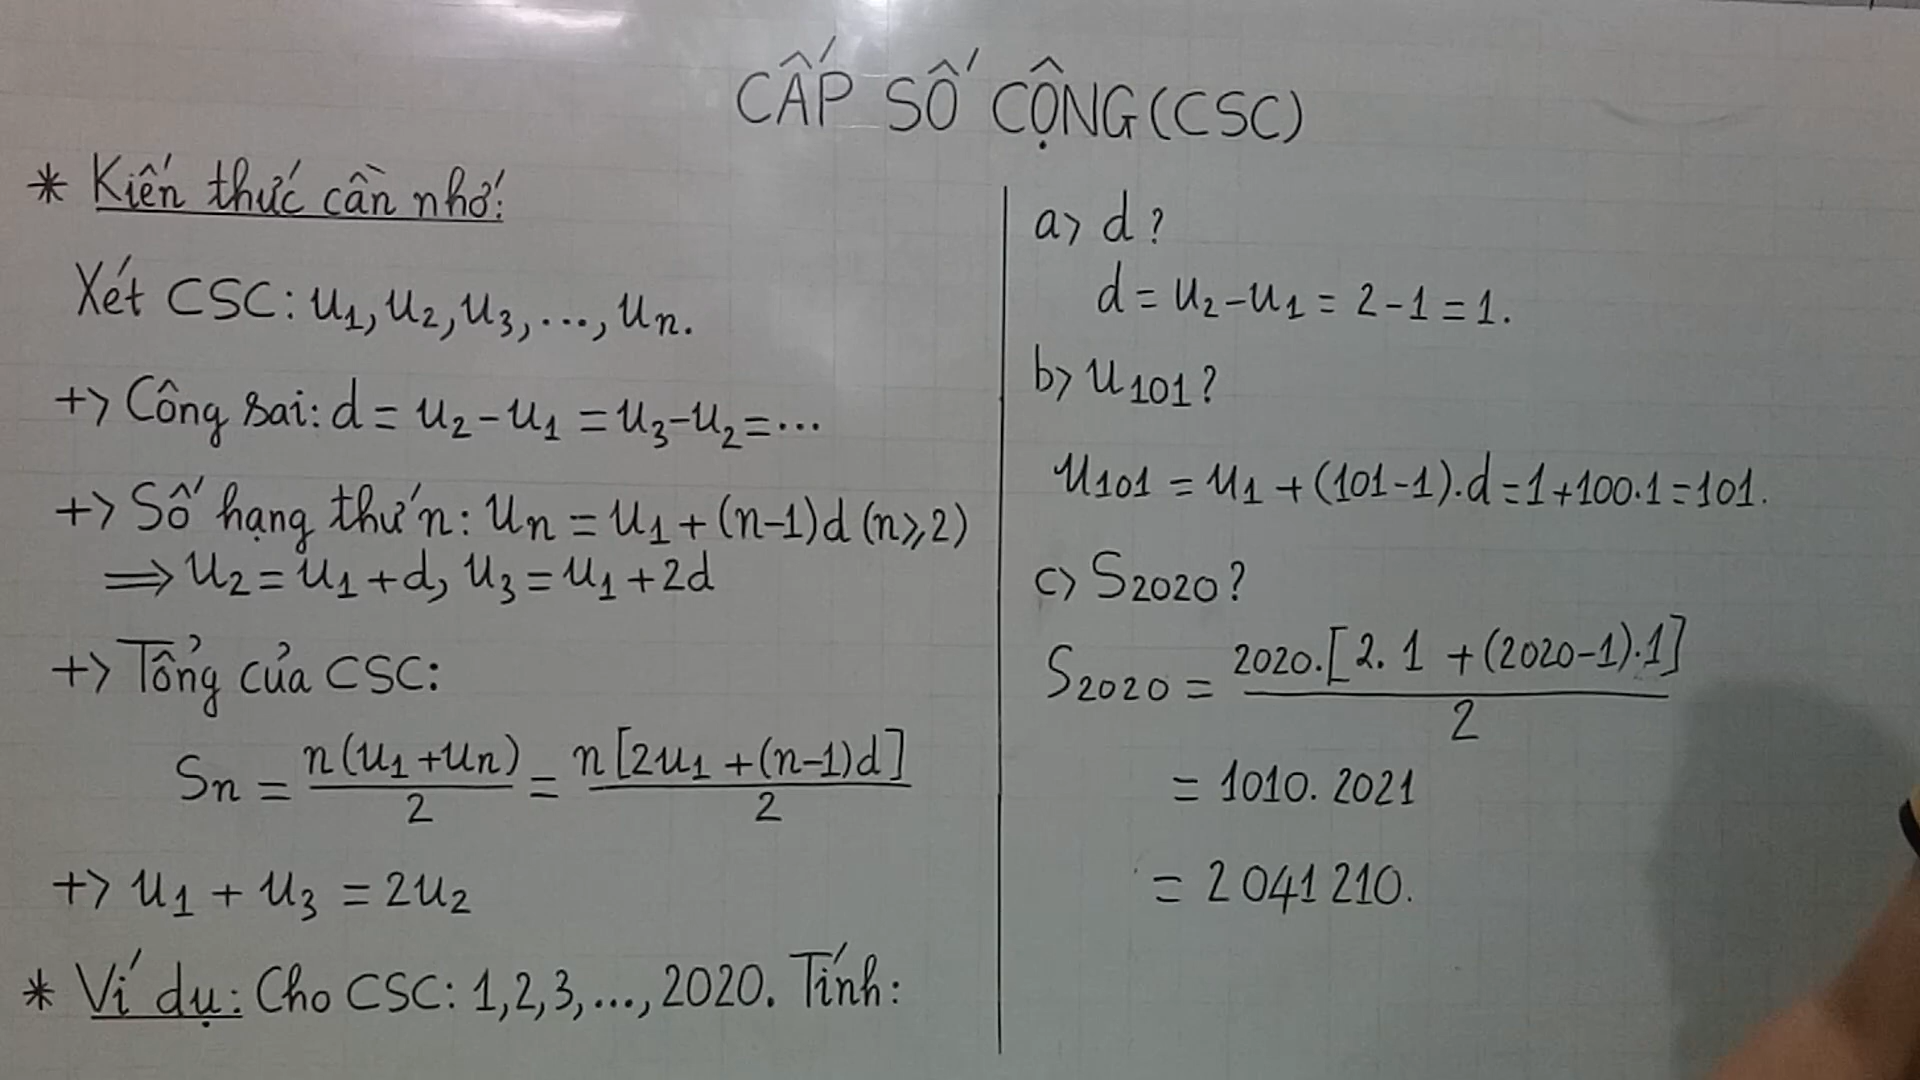 CẤP SỐ CỘNG (CSC)
* Kiến thức cần nhớ:
Xét CSC: u₁, u₂, u₃, ..., uₙ.
+> Công sai: d = u₂ - u₁ = u₃ - u₂ = ...
+> Số hạng thứ n: uₙ = u₁ + (n-1)d (n⩾2)
⟹ u₂ = u₁ + d, u₃ = u₁ + 2d
+> Tổng của CSC:
Sₙ = n(u₁+uₙ)/2 = n[2u₁ + (n-1)d]/2
+> u₁ + u₃ = 2u₂
* Ví dụ: Cho CSC: 1, 2, 3, ..., 2020. Tính:
a> d?
d = u₂ - u₁ = 2 - 1 = 1.
b> u₁₀₁?
u₁₀₁ = u₁ + (101-1).d = 1 + 100.1 = 101.
c> S₂₀₂₀?
S₂₀₂₀ = 2020.[2.1 + (2020-1).1]/2
= 1010. 2021
= 2 041 210.